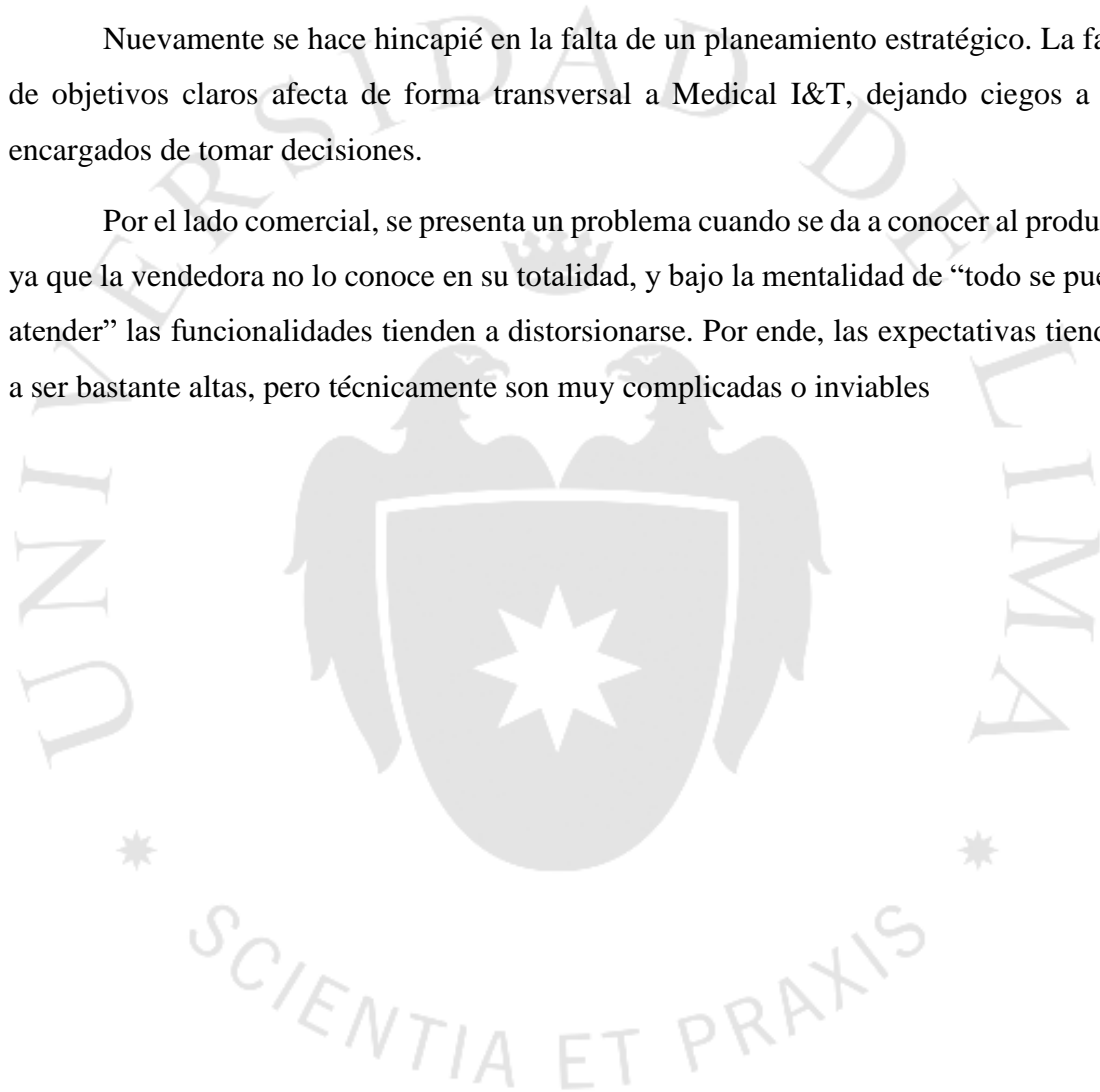 Nuevamente se hace hincapié en la falta de un planeamiento estratégico. La
de objetivos claros afecta de forma transversal a Medical I&T, dejando ciegos a
encargados de tomar decisiones.
Por el lado comercial, se presenta un problema cuando se da a conocer al
ya que la vendedora no lo conoce en su totalidad, y bajo la mentalidad de “todo se
atender” las funcionalidades tienden a distorsionarse. Por ende, las expectativas
a ser bastante altas, pero técnicamente son muy complicadas o inviables
UNIVERSIDAD DE LIMA
SCIENTIA ET PRAXIS